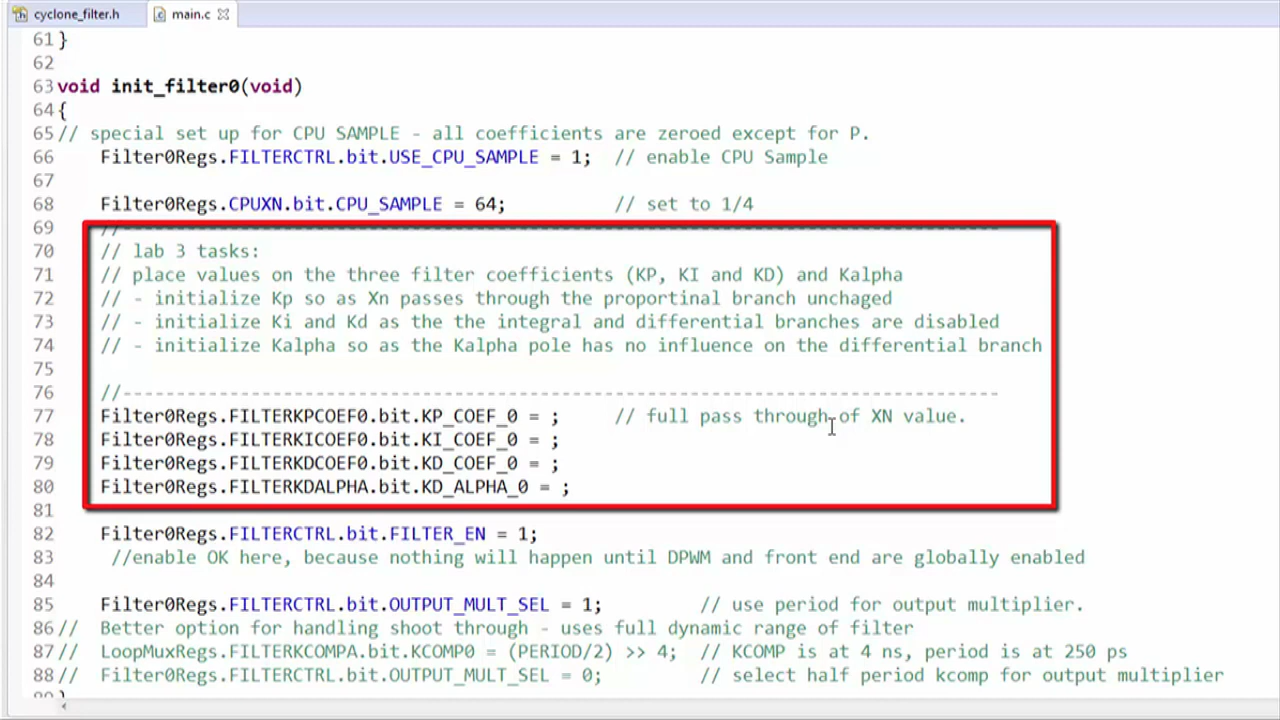 cyclone_filter.h main.c
61 }
62
63 void init_filter0(void)
64 {
65 // special set up for CPU SAMPLE - all coefficients are zeroed except for P.
66 Filter0Regs.FILTERCTRL.bit.USE_CPU_SAMPLE = 1; // enable CPU Sample
67
68 Filter0Regs.CPUXN.bit.CPU_SAMPLE = 64; // set to 1/4
69 //---------------------------------------------------------------------------------
70 // lab 3 tasks:
71 // place values on the three filter coefficients (KP, KI and KD) and Kalpha
72 // - initialize Kp so as Xn passes through the proportinal branch unchaged
73 // - initialize Ki and Kd as the the integral and differential branches are disabled
74 // - initialize Kalpha so as the Kalpha pole has no influence on the differential branch
75
76 //---------------------------------------------------------------------------------
77 Filter0Regs.FILTERKPCOEF0.bit.KP_COEF_0 = ; // full pass through of XN value.
78 Filter0Regs.FILTERKICOEF0.bit.KI_COEF_0 = ;
79 Filter0Regs.FILTERKDCOEF0.bit.KD_COEF_0 = ;
80 Filter0Regs.FILTERKDALPHA.bit.KD_ALPHA_0 = ;
81
82 Filter0Regs.FILTERCTRL.bit.FILTER_EN = 1;
83 //enable OK here, because nothing will happen until DPWM and front end are globally enabled
84
85 Filter0Regs.FILTERCTRL.bit.OUTPUT_MULT_SEL = 1; // use period for output multiplier.
86 // Better option for handling shoot through - uses full dynamic range of filter
87 // LoopMuxRegs.FILTERKCOMPA.bit.KCOMP0 = (PERIOD/2) >> 4; // KCOMP is at 4 ns, period is at 250 ps
88 // Filter0Regs.FILTERCTRL.bit.OUTPUT_MULT_SEL = 0; // select half period kcomp for output multiplier